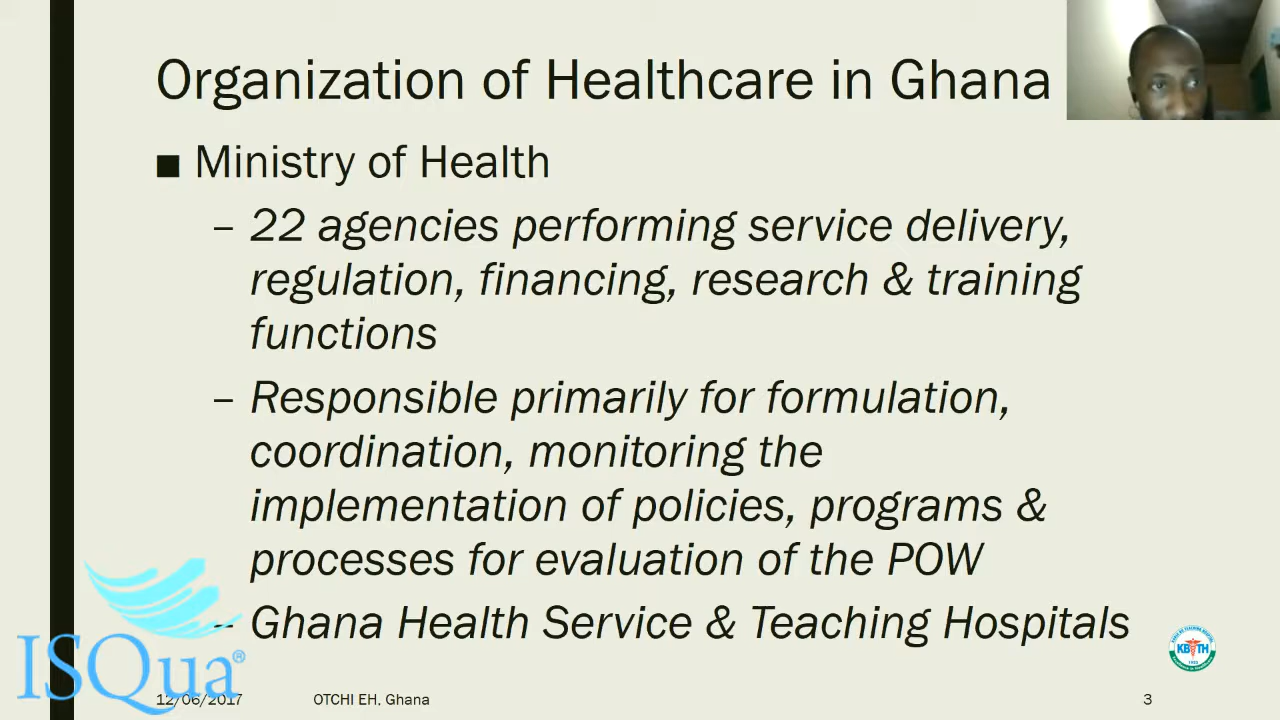 Organization of Healthcare in Ghana
■ Ministry of Health
– 22 agencies performing service delivery,
regulation, financing, research & training
functions
– Responsible primarily for formulation,
coordination, monitoring the
implementation of policies, programs &
processes for evaluation of the POW
– Ghana Health Service & Teaching Hospitals
ISQua®
KBTH
12/06/2017 OTCHI EH, Ghana 3